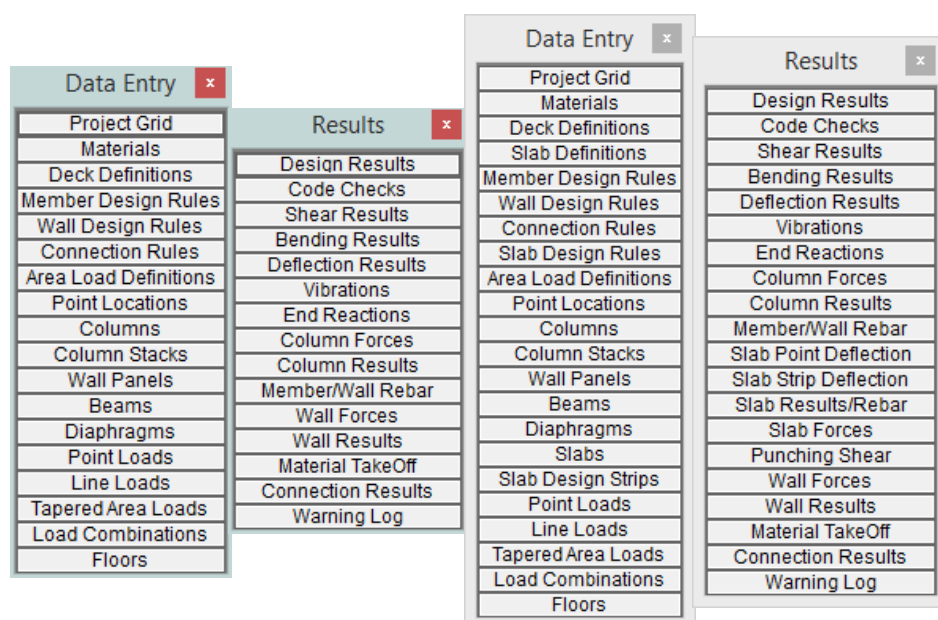 Data Entry x
Project Grid
Materials
Deck Definitions
Member Design Rules
Wall Design Rules
Connection Rules
Area Load Definitions
Point Locations
Columns
Column Stacks
Wall Panels
Beams
Diaphragms
Point Loads
Line Loads
Tapered Area Loads
Load Combinations
Floors
Results x
Design Results
Code Checks
Shear Results
Bending Results
Deflection Results
Vibrations
End Reactions
Column Forces
Column Results
Member/Wall Rebar
Wall Forces
Wall Results
Material TakeOff
Connection Results
Warning Log
Data Entry x
Project Grid
Materials
Deck Definitions
Slab Definitions
Member Design Rules
Wall Design Rules
Connection Rules
Slab Design Rules
Area Load Definitions
Point Locations
Columns
Column Stacks
Wall Panels
Beams
Diaphragms
Slabs
Slab Design Strips
Point Loads
Line Loads
Tapered Area Loads
Load Combinations
Floors
Results x
Design Results
Code Checks
Shear Results
Bending Results
Deflection Results
Vibrations
End Reactions
Column Forces
Column Results
Member/Wall Rebar
Slab Point Deflection
Slab Strip Deflection
Slab Results/Rebar
Slab Forces
Punching Shear
Wall Forces
Wall Results
Material TakeOff
Connection Results
Warning Log